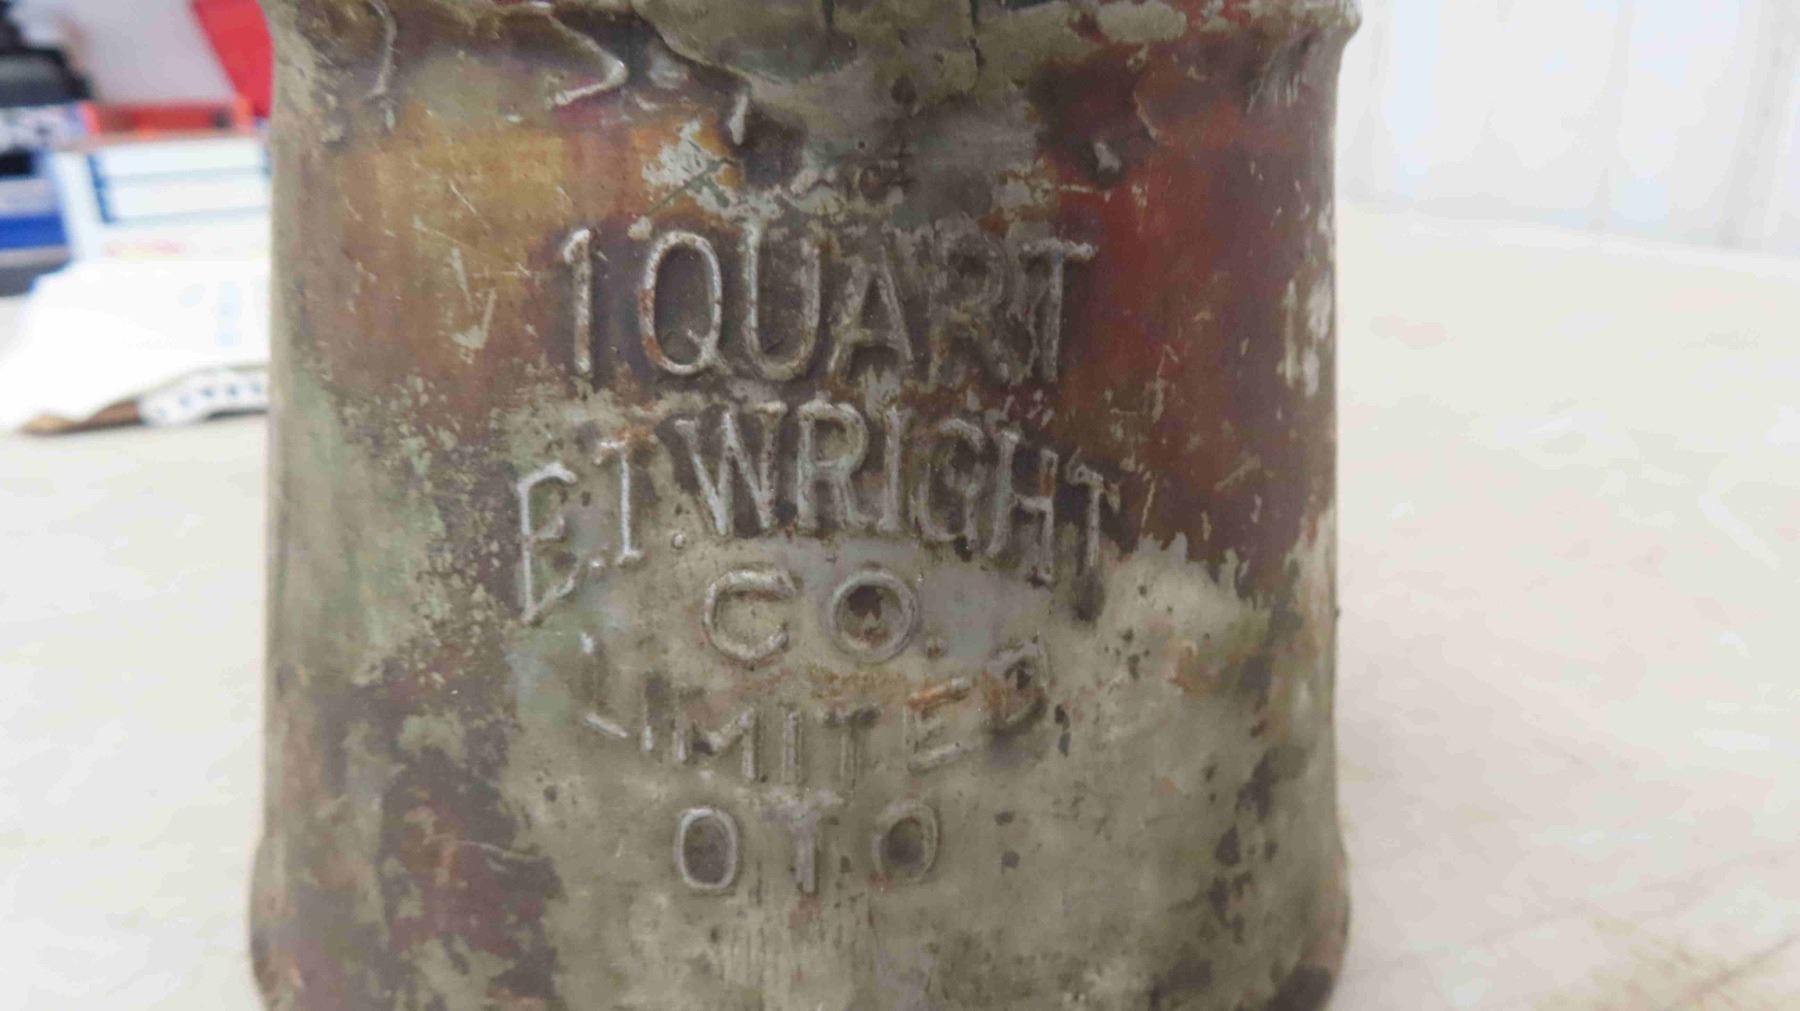 1 QUART
E.T. WRIGHT
CO.
LIMITED
OTO